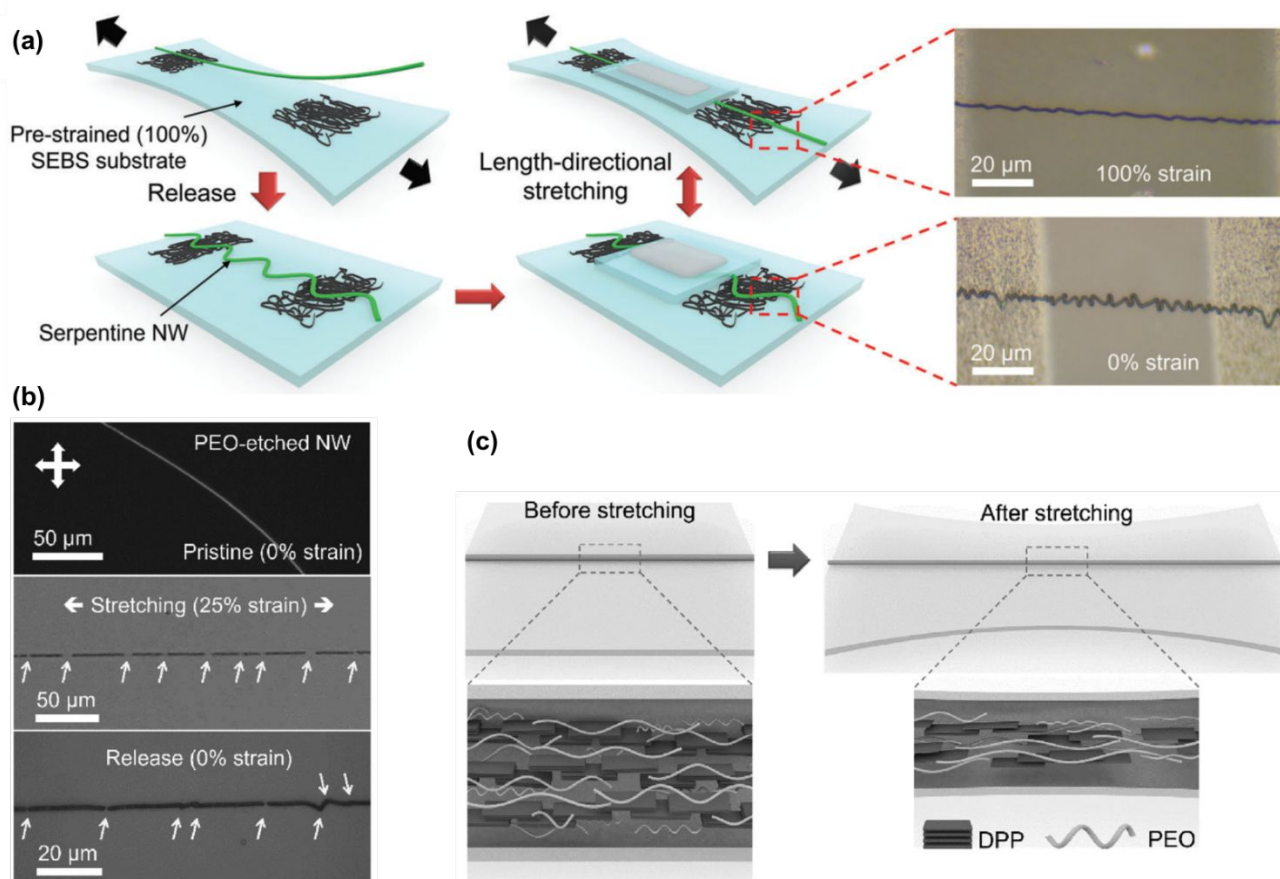 (a)
Pre-strained (100%)
SEBS substrate
Release
Serpentine NW
Length-directional
stretching
20 µm
100% strain
20 µm
0% strain
(b)
PEO-etched NW
50 µm
Pristine (0% strain)
← Stretching (25% strain) →
50 µm
Release (0% strain)
20 µm
(c)
Before stretching
After stretching
DPP
PEO